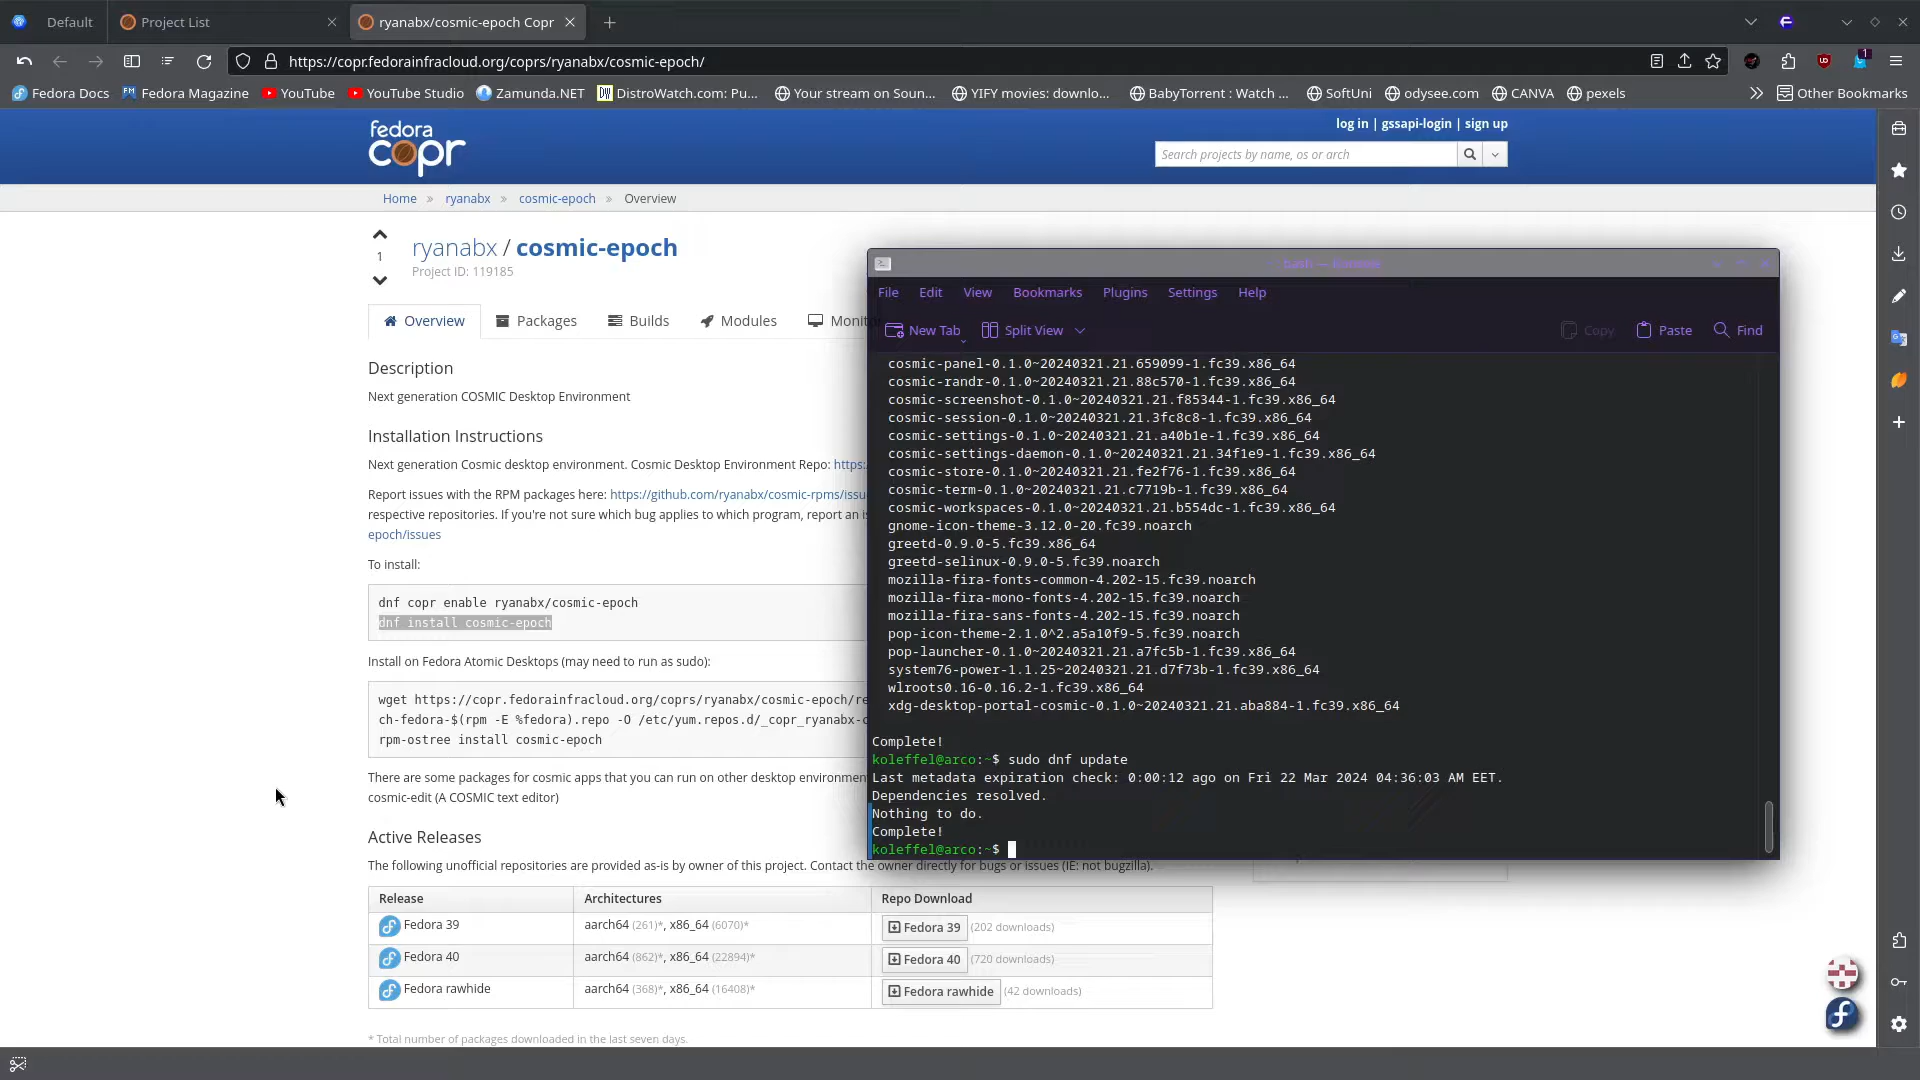 Default
Project List
ryanabx/cosmic-epoch Copr
https://copr.fedorainfracloud.org/coprs/ryanabx/cosmic-epoch/
1
Fedora Docs
FM Fedora Magazine
YouTube
YouTube Studio
Zamunda.NET
DW DistroWatch.com: Pu...
Your stream on Soun...
YIFY movies: downlo...
BabyTorrent : Watch ...
SoftUni
odysee.com
CANVA
pexels
Other Bookmarks
fedora
copr
log in | gssapi-login | sign up
Search projects by name, os or arch
Home » ryanabx » cosmic-epoch » Overview
1
ryanabx / cosmic-epoch
Project ID: 119185
Overview
Packages
Builds
Modules
Monit
Description
Next generation COSMIC Desktop Environment
Installation Instructions
Next generation Cosmic desktop environment. Cosmic Desktop Environment Repo: https:
Report issues with the RPM packages here: https://github.com/ryanabx/cosmic-rpms/issu
respective repositories. If you're not sure which bug applies to which program, report an is
epoch/issues
To install:
dnf copr enable ryanabx/cosmic-epoch
dnf install cosmic-epoch
Install on Fedora Atomic Desktops (may need to run as sudo):
wget https://copr.fedorainfracloud.org/coprs/ryanabx/cosmic-epoch/re
ch-fedora-$(rpm -E %fedora).repo -O /etc/yum.repos.d/_copr_ryanabx-c
rpm-ostree install cosmic-epoch
There are some packages for cosmic apps that you can run on other desktop environmen
cosmic-edit (A COSMIC text editor)
Active Releases
The following unofficial repositories are provided as-is by owner of this project. Contact the owner directly for bugs or issues (IE: not bugzilla).
Release
Architectures
Repo Download
Fedora 39
aarch64 (261)*, x86_64 (6070)*
Fedora 39
(202 downloads)
Fedora 40
aarch64 (862)*, x86_64 (22894)*
Fedora 40
(720 downloads)
Fedora rawhide
aarch64 (368)*, x86_64 (16408)*
Fedora rawhide
(42 downloads)
* Total number of packages downloaded in the last seven days.
bash — Konsole
File
Edit
View
Bookmarks
Plugins
Settings
Help
New Tab
Split View
Copy
Paste
Find
cosmic-panel-0.1.0~20240321.21.659099-1.fc39.x86_64
cosmic-randr-0.1.0~20240321.21.88c570-1.fc39.x86_64
cosmic-screenshot-0.1.0~20240321.21.f85344-1.fc39.x86_64
cosmic-session-0.1.0~20240321.21.3fc8c8-1.fc39.x86_64
cosmic-settings-0.1.0~20240321.21.a40b1e-1.fc39.x86_64
cosmic-settings-daemon-0.1.0~20240321.21.34f1e9-1.fc39.x86_64
cosmic-store-0.1.0~20240321.21.fe2f76-1.fc39.x86_64
cosmic-term-0.1.0~20240321.21.c7719b-1.fc39.x86_64
cosmic-workspaces-0.1.0~20240321.21.b554dc-1.fc39.x86_64
gnome-icon-theme-3.12.0-20.fc39.noarch
greetd-0.9.0-5.fc39.x86_64
greetd-selinux-0.9.0-5.fc39.noarch
mozilla-fira-fonts-common-4.202-15.fc39.noarch
mozilla-fira-mono-fonts-4.202-15.fc39.noarch
mozilla-fira-sans-fonts-4.202-15.fc39.noarch
pop-icon-theme-2.1.0^2.a5a10f9-5.fc39.noarch
pop-launcher-0.1.0~20240321.21.a7fc5b-1.fc39.x86_64
system76-power-1.1.25~20240321.21.d7f73b-1.fc39.x86_64
wlroots0.16-0.16.2-1.fc39.x86_64
xdg-desktop-portal-cosmic-0.1.0~20240321.21.aba884-1.fc39.x86_64
Complete!
koleffel@arco:~$ sudo dnf update
Last metadata expiration check: 0:00:12 ago on Fri 22 Mar 2024 04:36:03 AM EET.
Dependencies resolved.
Nothing to do.
Complete!
koleffel@arco:~$